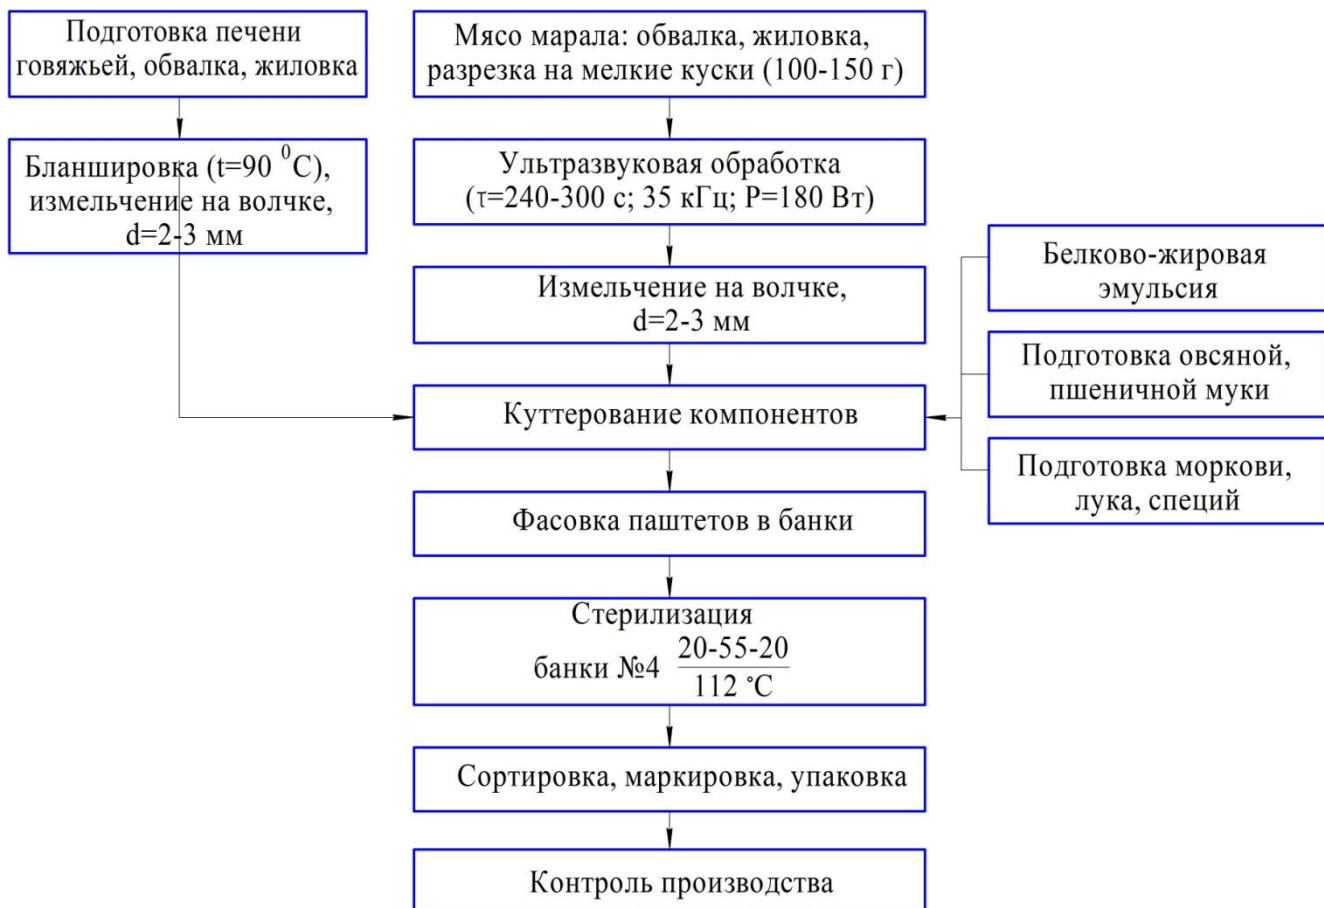 Подготовка печени
говяжьей, обвалка, жиловка
Бланшировка (t=90 ⁰С),
измельчение на волчке,
d=2-3 мм
Мясо марала: обвалка, жиловка,
разрезка на мелкие куски (100-150 г)
Ультразвуковая обработка
(τ=240-300 с; 35 кГц; Р=180 Вт)
Измельчение на волчке,
d=2-3 мм
Белково-жировая
эмульсия
Подготовка овсяной,
пшеничной муки
Подготовка моркови,
лука, специй
Куттерование компонентов
Фасовка паштетов в банки
Стерилизация
банки №4 20-55-20
112 °С
Сортировка, маркировка, упаковка
Контроль производства